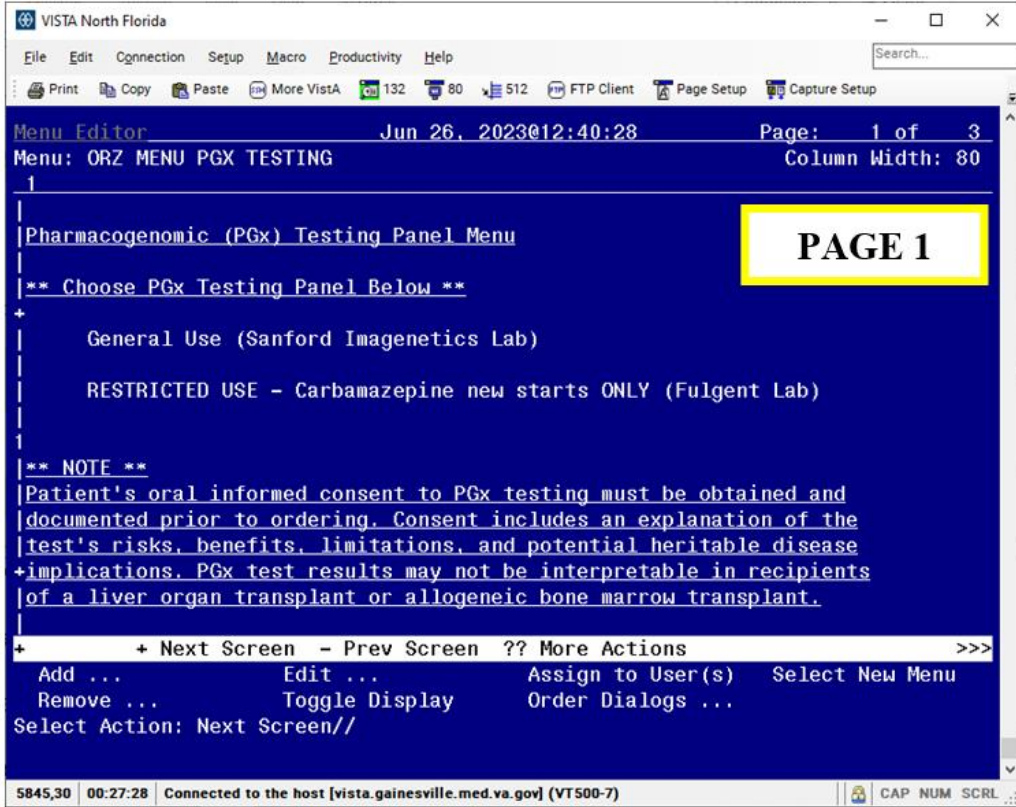 VISTA North Florida
File Edit Connection Setup Macro Productivity Help Search...
Print Copy Paste More VistA 132 80 512 FTP Client Page Setup Capture Setup
Menu Editor Jun 26, 2023@12:40:28 Page: 1 of 3
Menu: ORZ MENU PGX TESTING Column Width: 80
1
|
|Pharmacogenomic (PGx) Testing Panel Menu
PAGE 1
|
|** Choose PGx Testing Panel Below **
+
| General Use (Sanford Imagenetics Lab)
|
| RESTRICTED USE – Carbamazepine new starts ONLY (Fulgent Lab)
|
1
|** NOTE **
|Patient's oral informed consent to PGx testing must be obtained and
|documented prior to ordering. Consent includes an explanation of the
|test's risks, benefits, limitations, and potential heritable disease
+implications. PGx test results may not be interpretable in recipients
|of a liver organ transplant or allogeneic bone marrow transplant.
|
+ + Next Screen – Prev Screen ?? More Actions >>>
Add ... Edit ... Assign to User(s) Select New Menu
Remove ... Toggle Display Order Dialogs ...
Select Action: Next Screen//
5845,30 00:27:28 Connected to the host [vista.gainesville.med.va.gov] (VT500-7) CAP NUM SCRL